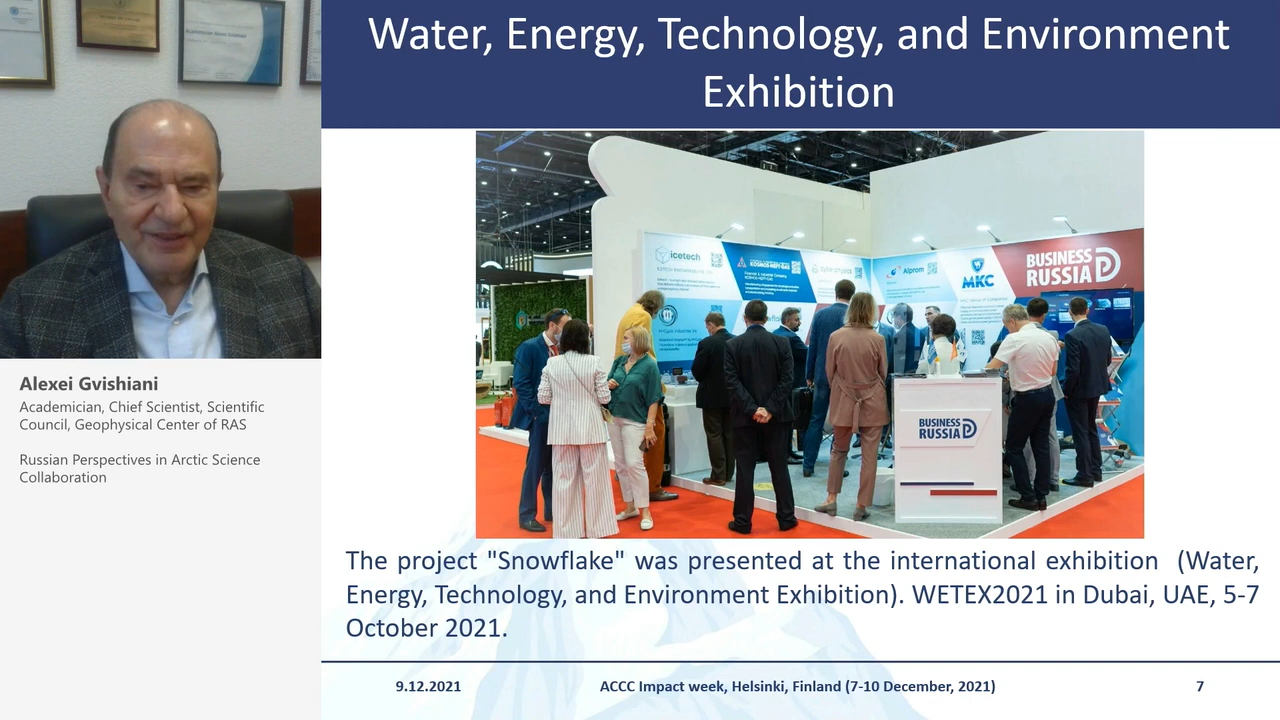 Water, Energy, Technology, and Environment
Exhibition
icetech
KOSMOS-NEFT-GAS
Alprom
MKC
BUSINESS
RUSSIA
BUSINESS
RUSSIA
Alexei Gvishiani
Academician, Chief Scientist, Scientific
Council, Geophysical Center of RAS
Russian Perspectives in Arctic Science
Collaboration
The project "Snowflake" was presented at the international exhibition (Water,
Energy, Technology, and Environment Exhibition). WETEX2021 in Dubai, UAE, 5-7
October 2021.
9.12.2021
ACCC Impact week, Helsinki, Finland (7-10 December, 2021)
7